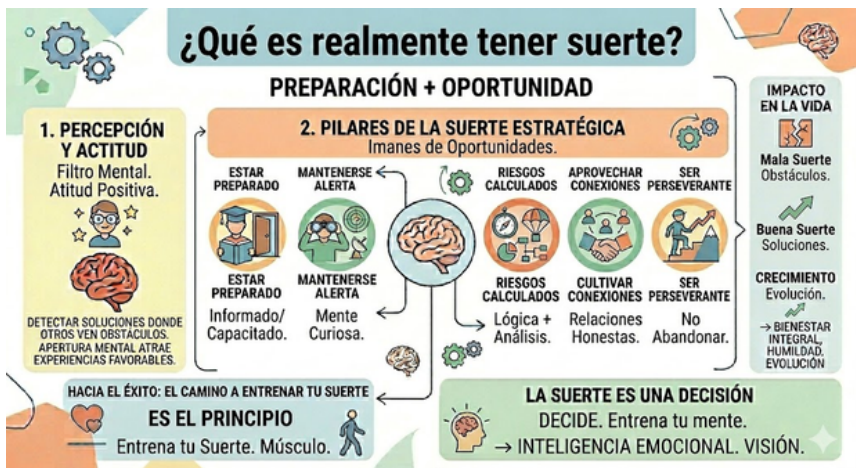 ¿Qué es realmente tener suerte?
PREPARACIÓN + OPORTUNIDAD
1. PERCEPCIÓN
Y ACTITUD
Filtro Mental.
Atitud Positiva.
DETECTAR SOLUCIONES DONDE
OTROS VEN OBSTÁCULOS.
APERTURA MENTAL ATRAE
EXPERIENCIAS FAVORABLES.
2. PILARES DE LA SUERTE ESTRATÉGICA
Imanes de Oportunidades.
ESTAR
PREPARADO
ESTAR
PREPARADO
Informado/
Capacitado.
MANTENERSE
ALERTA
MANTENERSE
ALERTA
Mente
Curiosa.
RIESGOS
CALCULADOS
RIESGOS
CALCULADOS
Lógica +
Análisis.
APROVECHAR
CONEXIONES
CULTIVAR
CONEXIONES
Relaciones
Honestas.
SER
PERSEVERANTE
SER
PERSEVERANTE
No
Abandonar.
IMPACTO
EN LA VIDA
Mala Suerte
Obstáculos.
Buena Suerte
Soluciones.
CRECIMIENTO
Evolución.
→ BIENESTAR
INTEGRAL,
HUMILDAD.
EVOLUCIÓN
HACIA EL ÉXITO: EL CAMINO A ENTRENAR TU SUERTE
ES EL PRINCIPIO
Entrena tu Suerte. Músculo.
LA SUERTE ES UNA DECISIÓN
DECIDE. Entrena tu mente.
→ INTELIGENCIA EMOCIONAL. VISIÓN.